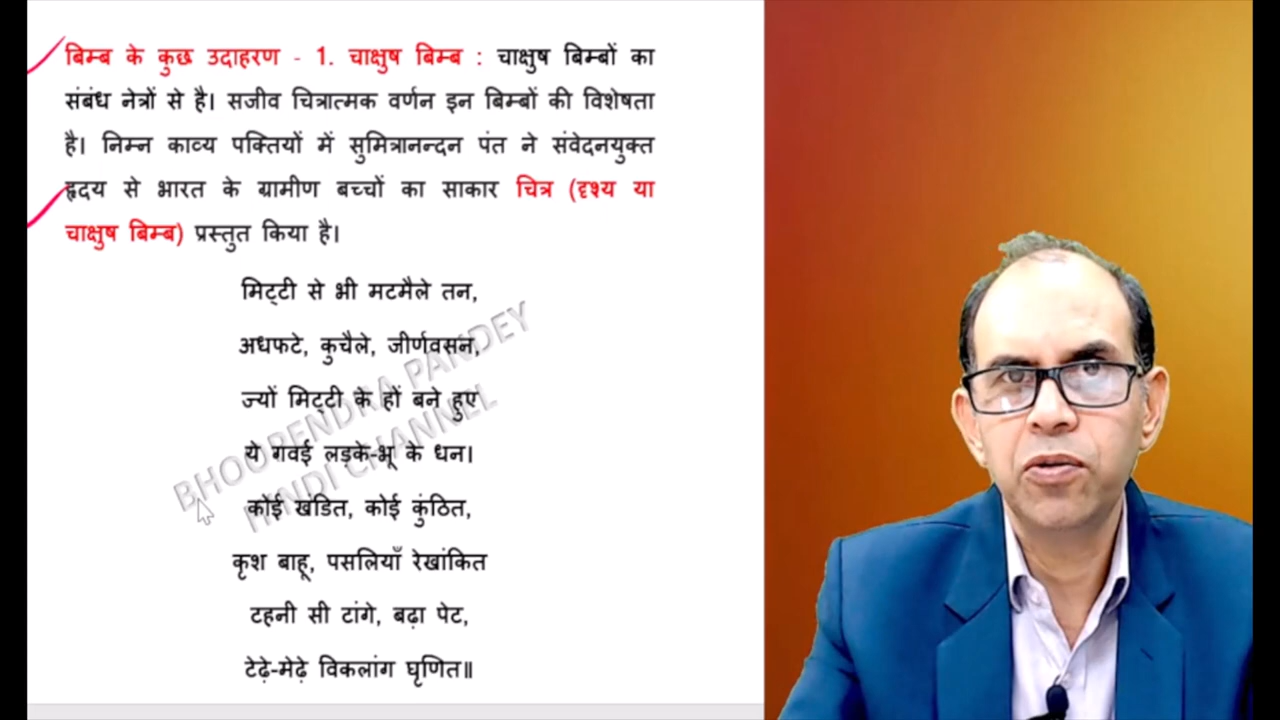 बिम्ब के कुछ उदाहरण - 1. चाक्षुष बिम्ब : चाक्षुष बिम्बों का
संबंध नेत्रों से है। सजीव चित्रात्मक वर्णन इन बिम्बों की विशेषता
है। निम्न काव्य पक्तियों में सुमित्रानन्दन पंत ने संवेदनयुक्त
हृदय से भारत के ग्रामीण बच्चों का साकार चित्र (दृश्य या
चाक्षुष बिम्ब) प्रस्तुत किया है।
मिट्टी से भी मटमैले तन,
अधफटे, कुचैले, जीर्णवसन,
ज्यों मिट्टी के हों बने हुए
ये गवई लड़के-भू के धन।
कोई खंडित, कोई कुंठित,
कृश बाहू, पसलियाँ रेखांकित
टहनी सी टांगे, बढ़ा पेट,
टेढ़े-मेढ़े विकलांग घृणित॥
BHOOPENDRA PANDEY
HINDI CHANNEL